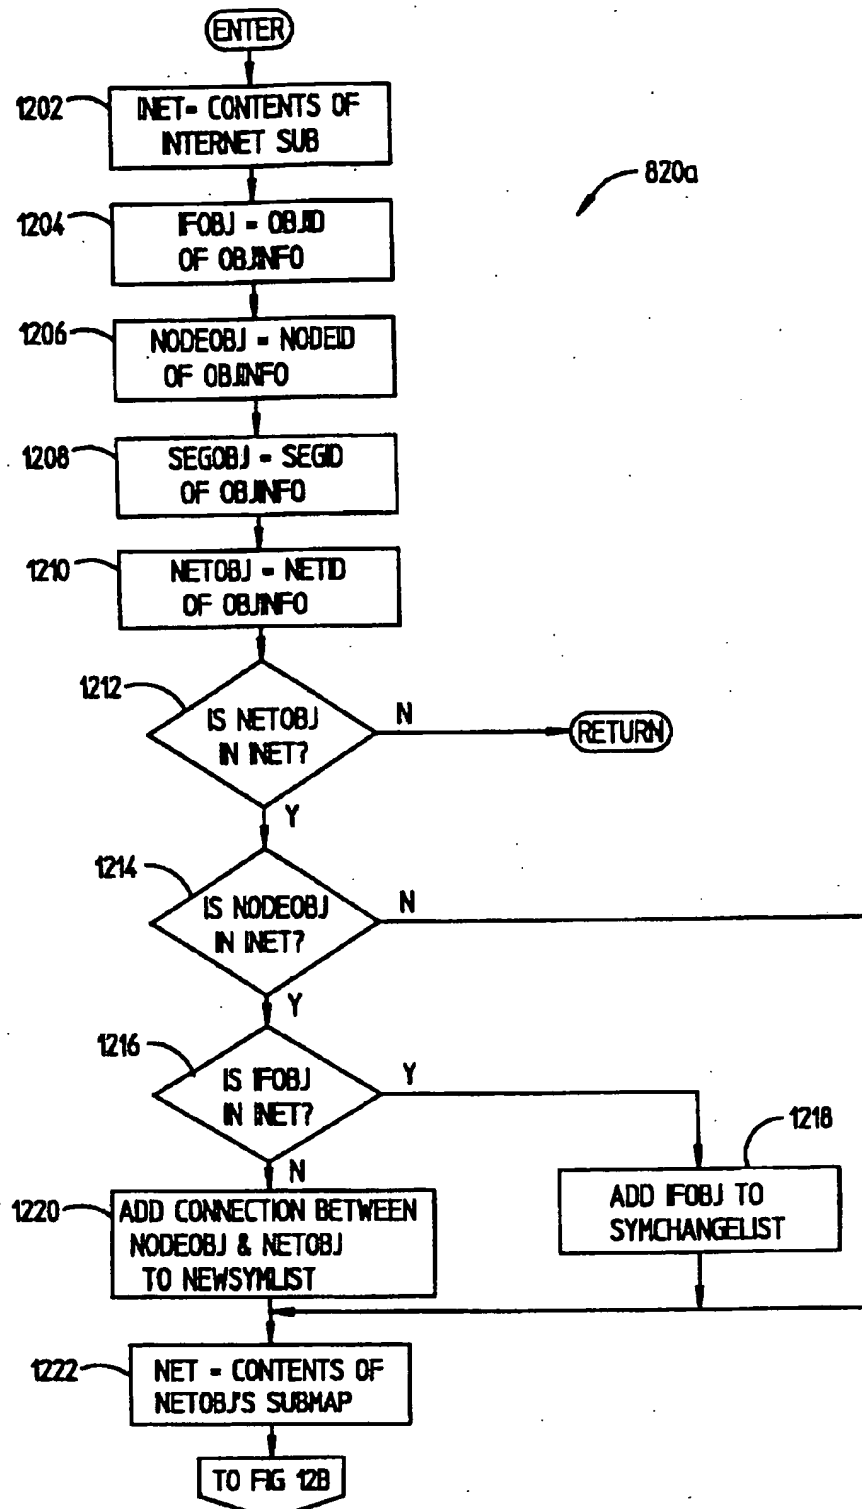 ENTER
1202
INET= CONTENTS OF
INTERNET SUB
820a
1204
IFOBJ = OBJID
OF OBJINFO
1206
NODEOBJ = NODEID
OF OBJINFO
1208
SEGOBJ = SEGID
OF OBJINFO
1210
NETOBJ = NETID
OF OBJINFO
1212
IS NETOBJ
IN INET?
N
RETURN
Y
1214
IS NODEOBJ
IN INET?
N
Y
1216
IS IFOBJ
IN INET?
Y
N
1218
ADD IFOBJ TO
SYMCHANGELIST
1220
ADD CONNECTION BETWEEN
NODEOBJ & NETOBJ
TO NEWSYMLIST
1222
NET = CONTENTS OF
NETOBJ'S SUBMAP
TO FIG 12B